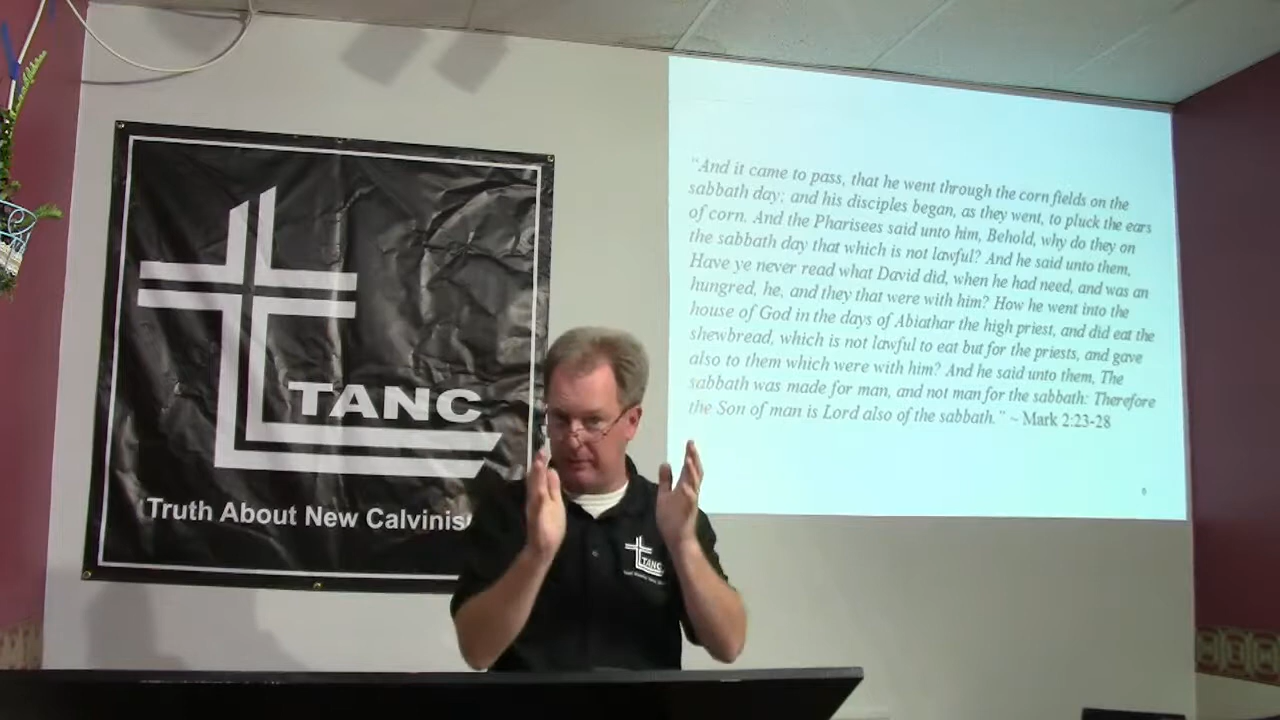 TANC
Truth About New Calvinis
"And it came to pass, that he went through the corn fields on the
sabbath day; and his disciples began, as they went, to pluck the ears
of corn. And the Pharisees said unto him, Behold, why do they on
the sabbath day that which is not lawful? And he said unto them,
Have ye never read what David did, when he had need, and was an
hungred, he, and they that were with him? How he went into the
house of God in the days of Abiathar the high priest, and did eat the
shewbread, which is not lawful to eat but for the priests, and gave
also to them which were with him? And he said unto them, The
sabbath was made for man, and not man for the sabbath: Therefore
the Son of man is Lord also of the sabbath." ~ Mark 2:23-28
TANC